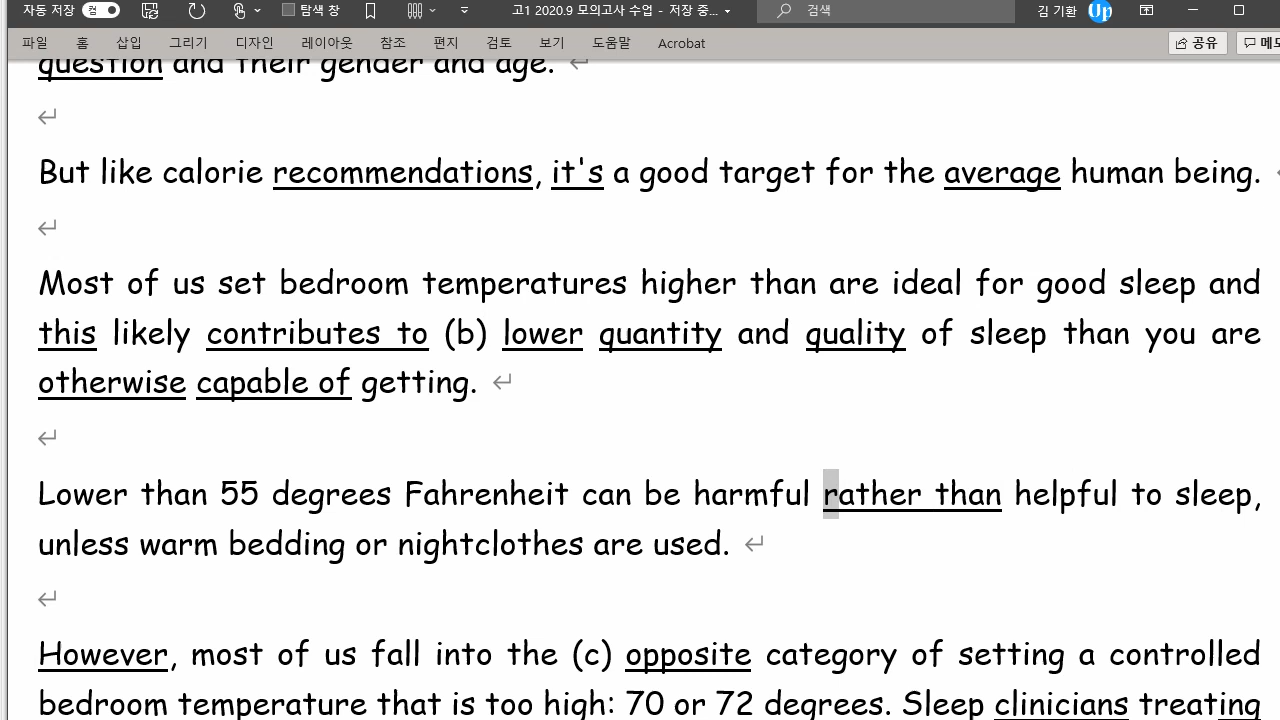 자동 저장 켬 탐색 창 고1 2020.9 모의고사 수업 - 저장 중... 검색 김 기환 Up
파일 홈 삽입 그리기 디자인 레이아웃 참조 편지 검토 보기 도움말 Acrobat 공유 메모
question and their gender and age.
But like calorie recommendations, it's a good target for the average human being.
Most of us set bedroom temperatures higher than are ideal for good sleep and
this likely contributes to (b) lower quantity and quality of sleep than you are
otherwise capable of getting.
Lower than 55 degrees Fahrenheit can be harmful rather than helpful to sleep,
unless warm bedding or nightclothes are used.
However, most of us fall into the (c) opposite category of setting a controlled
bedroom temperature that is too high: 70 or 72 degrees. Sleep clinicians treating